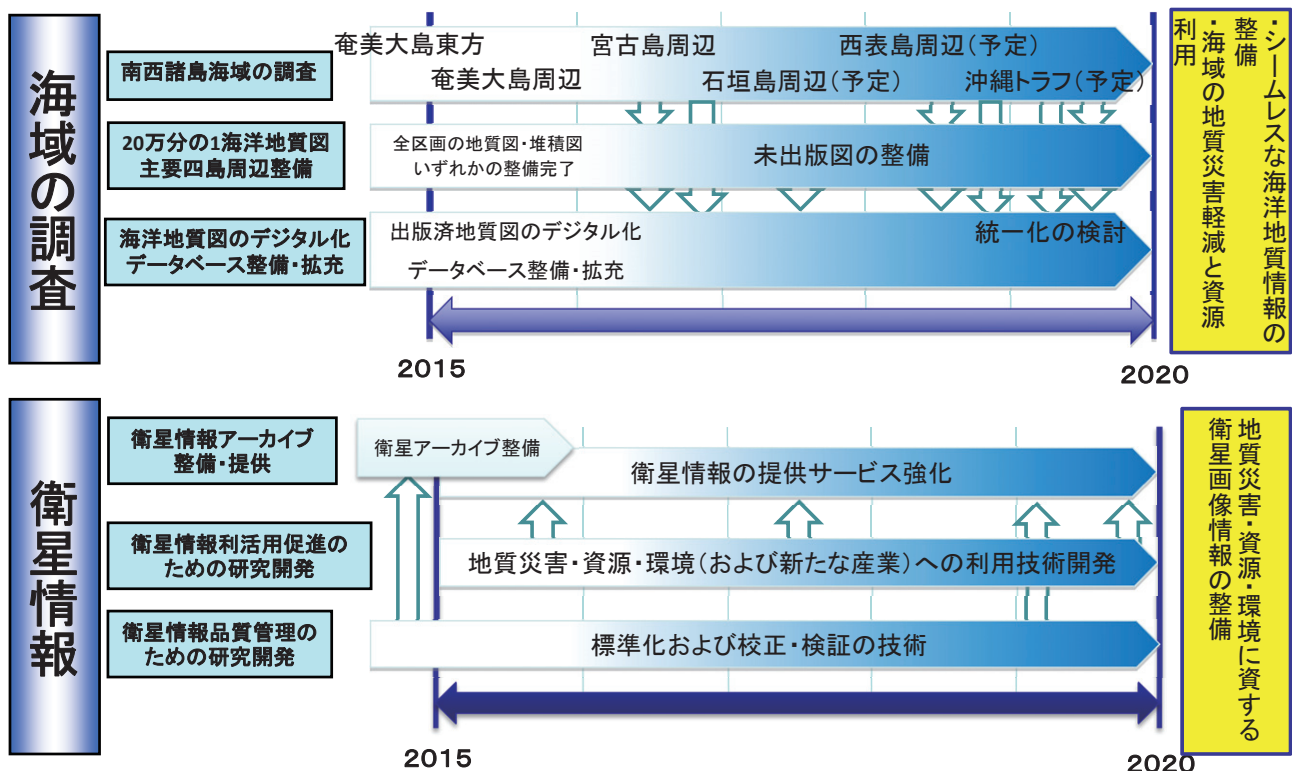 海域の調査
南西諸島海域の調査
奄美大島東方
宮古島周辺
西表島周辺(予定)
奄美大島周辺
石垣島周辺(予定)
沖縄トラフ(予定)
20万分の1海洋地質図
主要四島周辺整備
全区画の地質図・堆積図
いずれかの整備完了
未出版図の整備
海洋地質図のデジタル化
データベース整備・拡充
出版済地質図のデジタル化
データベース整備・拡充
統一化の検討
2015
2020
・シームレスな海洋地質情報の
整備
・海域の地質災害軽減と資源
利用
衛星情報
衛星情報アーカイブ
整備・提供
衛星アーカイブ整備
衛星情報の提供サービス強化
衛星情報利活用促進の
ための研究開発
地質災害・資源・環境(および新たな産業)への利用技術開発
衛星情報品質管理の
ための研究開発
標準化および校正・検証の技術
2015
2020
地質災害・資源・環境に資する
衛星画像情報の整備